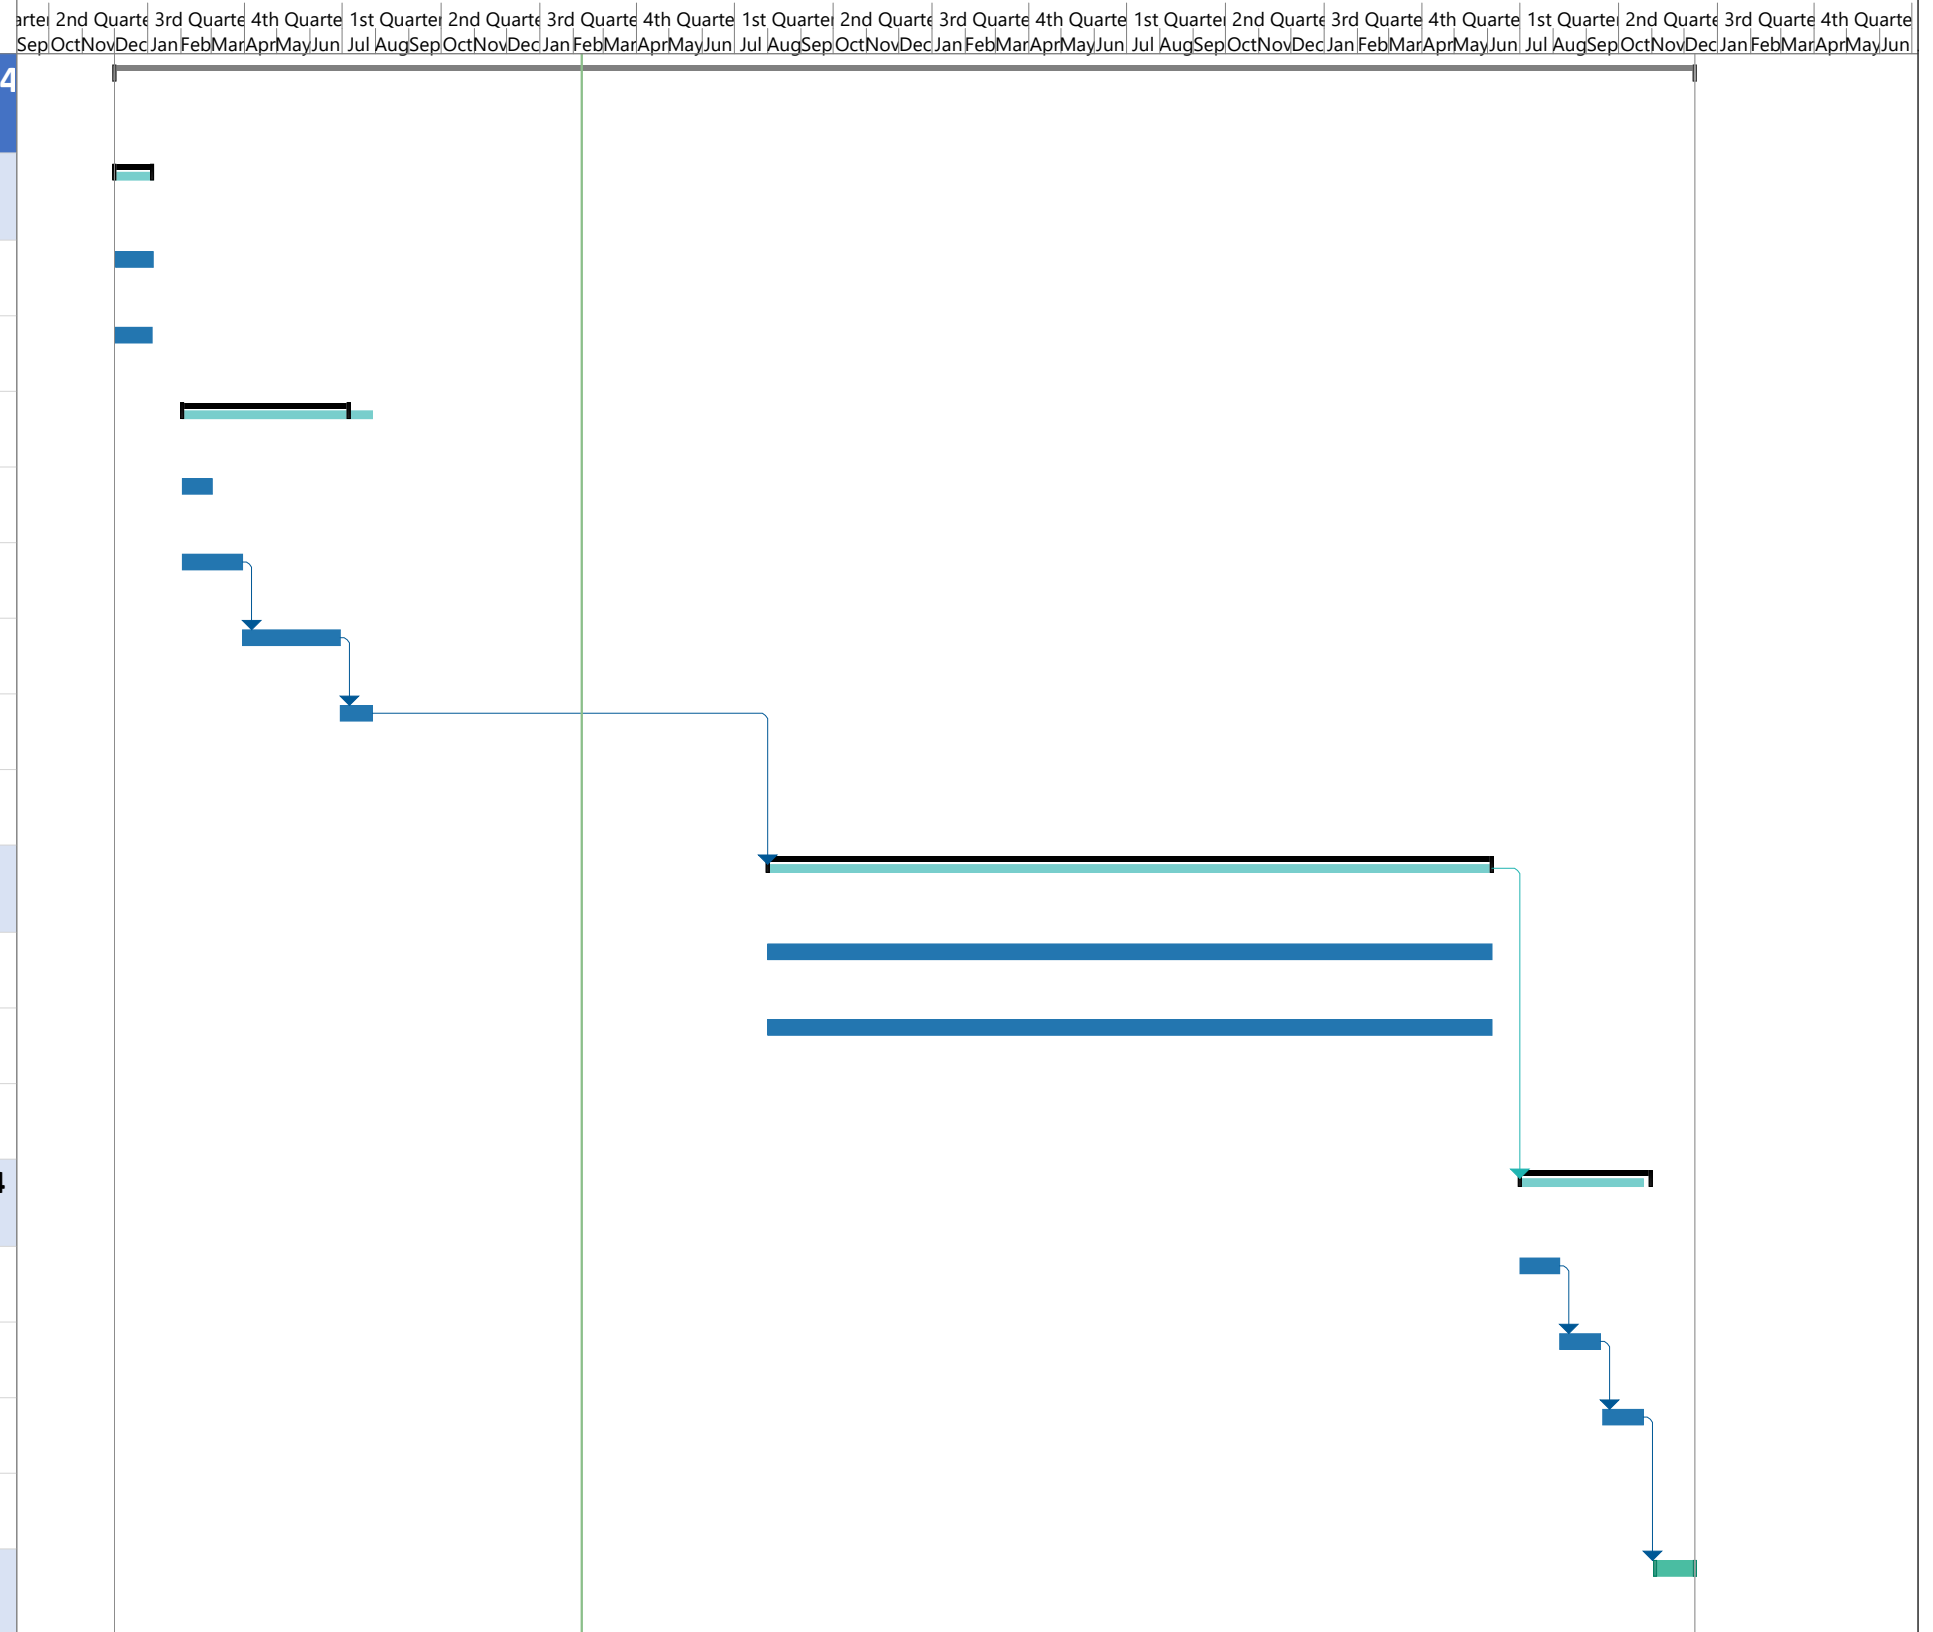 arter 2nd Quarte 3rd Quarte 4th Quarte 1st Quarter 2nd Quarte 3rd Quarte 4th Quarte 1st Quarter 2nd Quarte 3rd Quarte 4th Quarte 1st Quarter 2nd Quarte 3rd Quarte 4th Quarte 1st Quarter 2nd Quarte 3rd Quarte 4th Quarte
Sep Oct Nov Dec Jan Feb Mar Apr May Jun Jul Aug Sep Oct Nov Dec Jan Feb Mar Apr May Jun Jul Aug Sep Oct Nov Dec Jan Feb Mar Apr May Jun Jul Aug Sep Oct Nov Dec Jan Feb Mar Apr May Jun Jul Aug Sep Oct Nov Dec Jan Feb Mar Apr May Jun
4
4